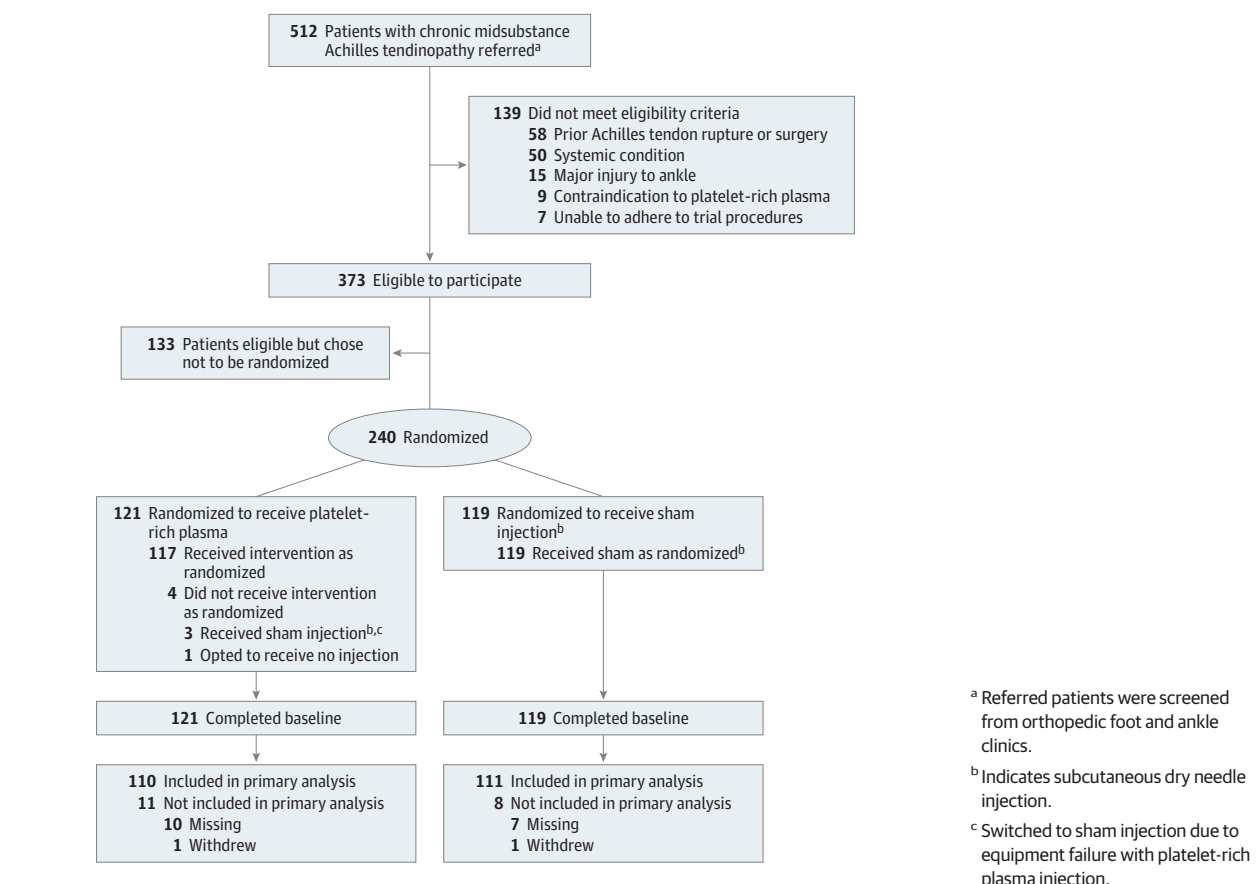 512 Patients with chronic midsubstance
Achilles tendinopathy referredᵃ
139 Did not meet eligibility criteria
58 Prior Achilles tendon rupture or surgery
50 Systemic condition
15 Major injury to ankle
9 Contraindication to platelet-rich plasma
7 Unable to adhere to trial procedures
373 Eligible to participate
133 Patients eligible but chose
not to be randomized
240 Randomized
121 Randomized to receive platelet-
rich plasma
117 Received intervention as
randomized
4 Did not receive intervention
as randomized
3 Received sham injectionᵇ,ᶜ
1 Opted to receive no injection
119 Randomized to receive sham
injectionᵇ
119 Received sham as randomizedᵇ
121 Completed baseline
119 Completed baseline
110 Included in primary analysis
11 Not included in primary analysis
10 Missing
1 Withdrew
111 Included in primary analysis
8 Not included in primary analysis
7 Missing
1 Withdrew
ᵃ Referred patients were screened
from orthopedic foot and ankle
clinics.
ᵇ Indicates subcutaneous dry needle
injection.
ᶜ Switched to sham injection due to
equipment failure with platelet-rich
plasma injection.